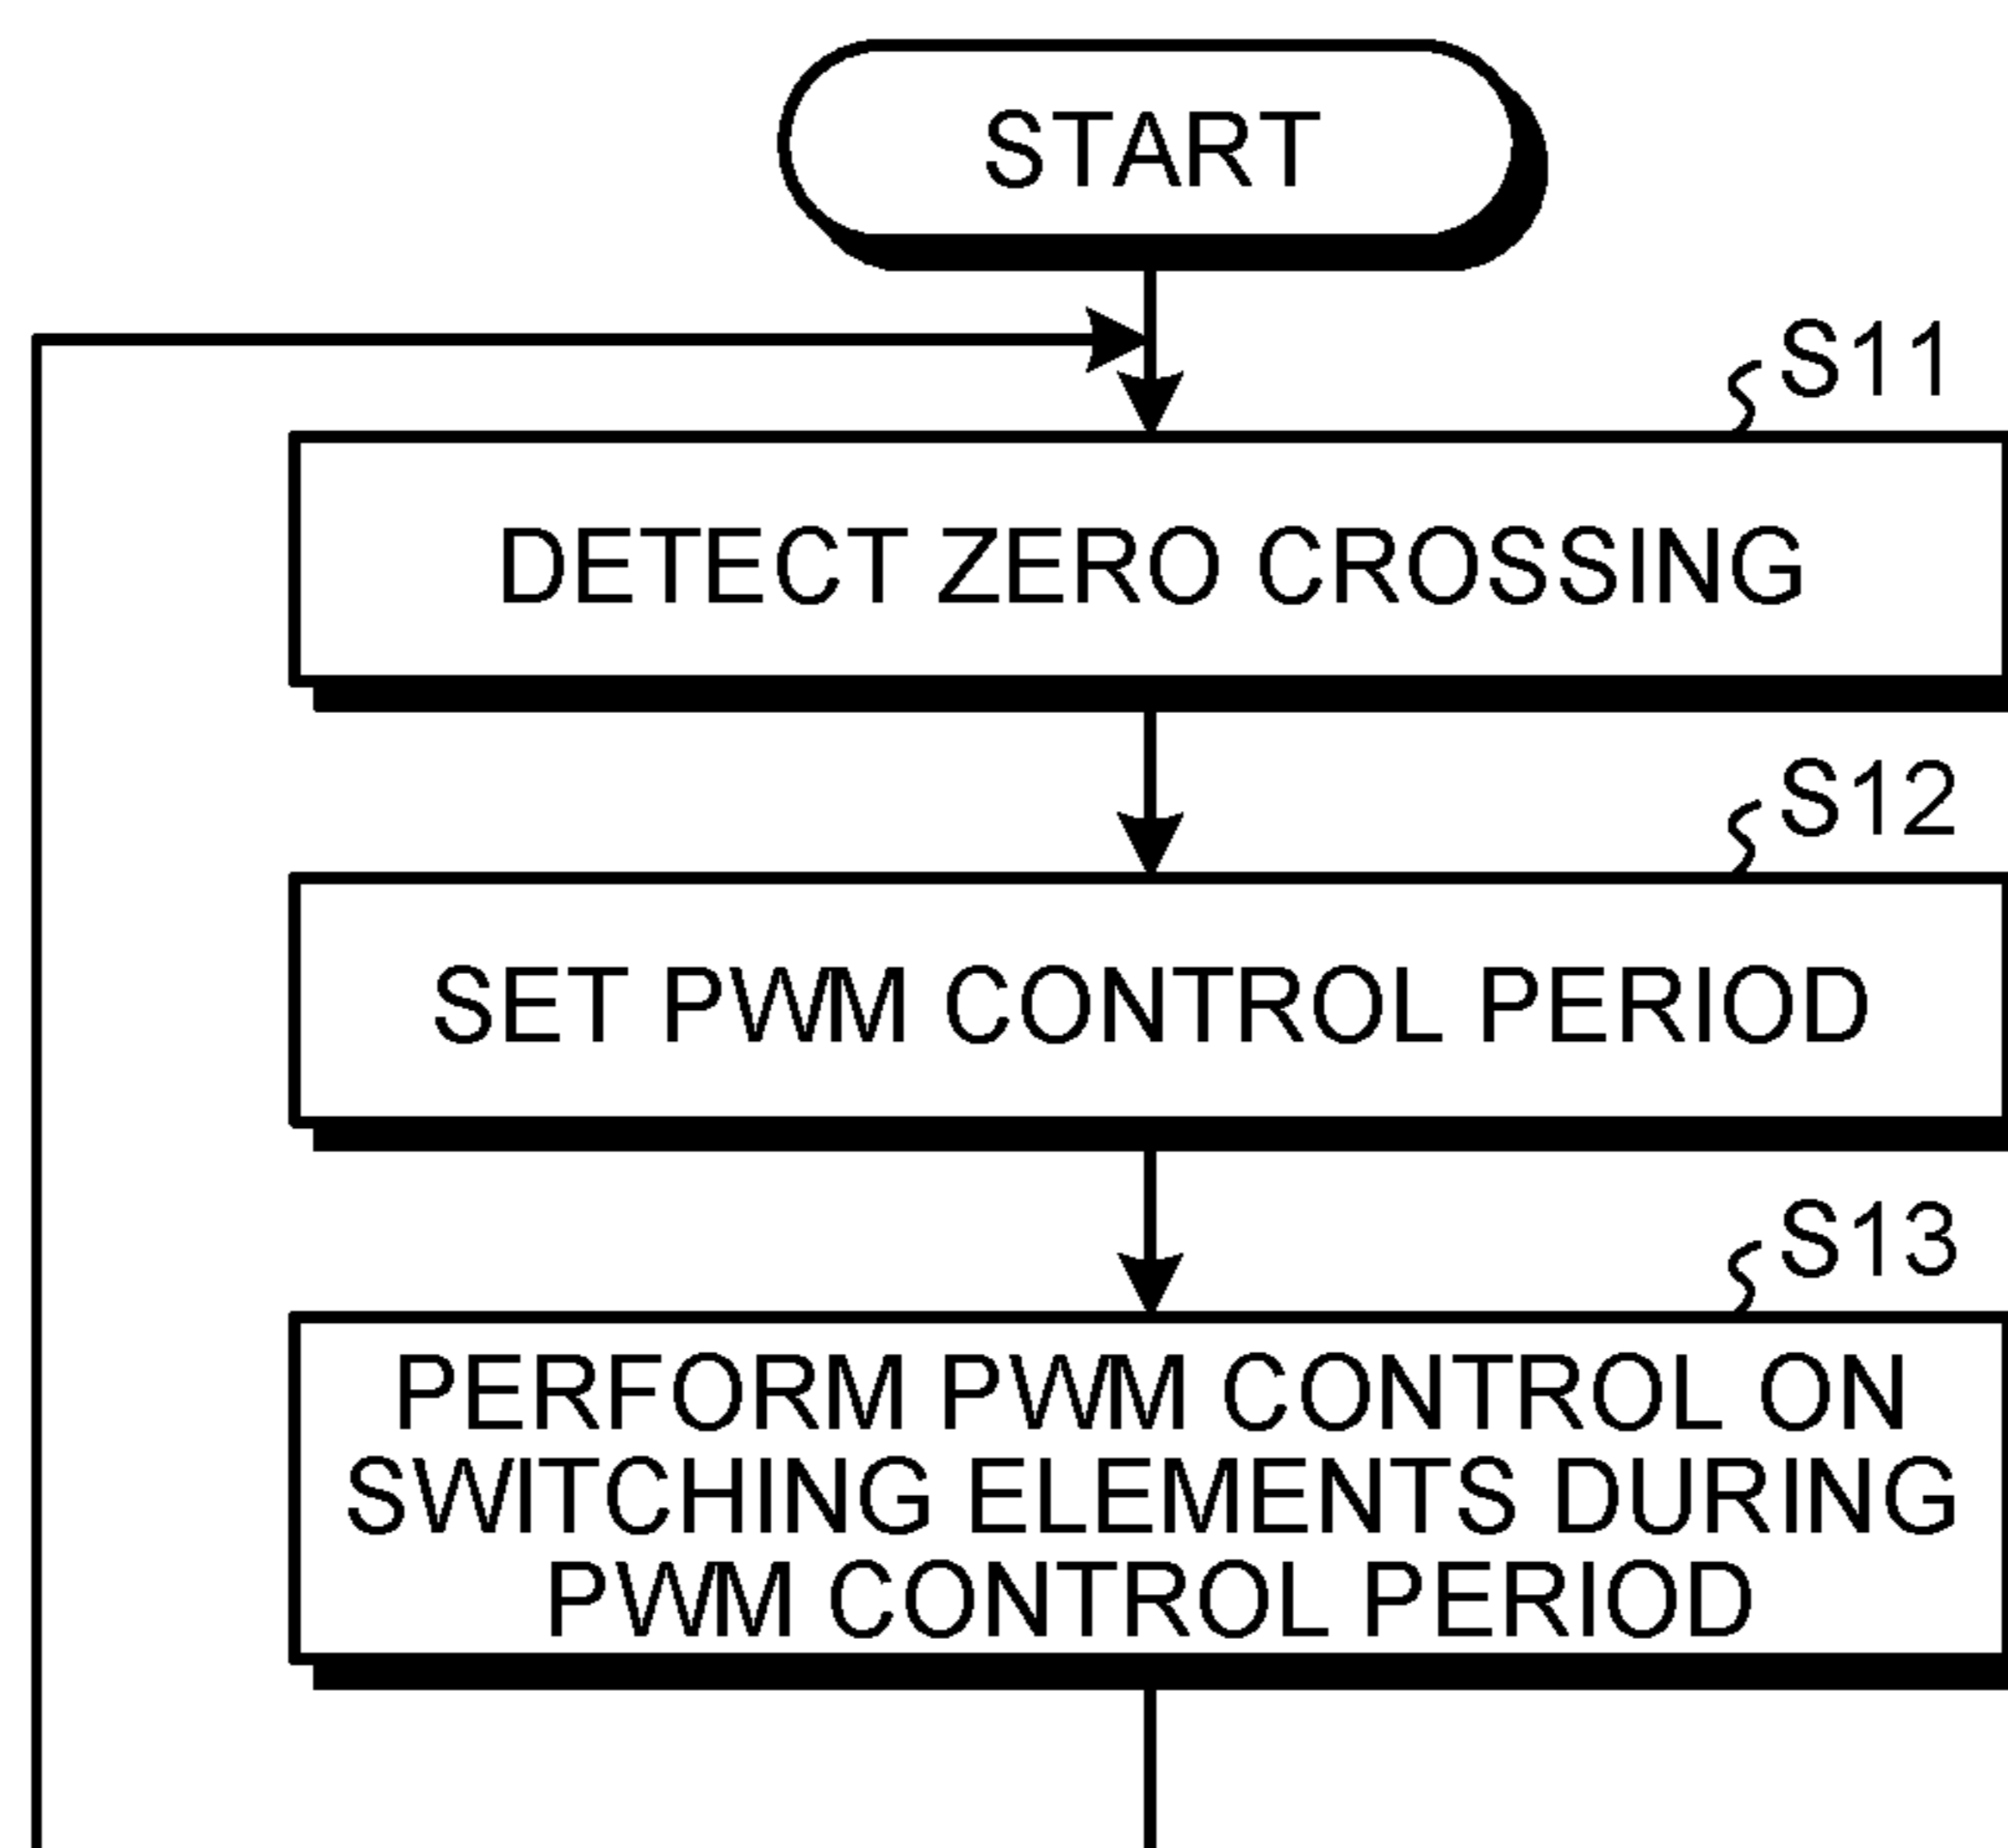 START
S11
DETECT ZERO CROSSING
S12
SET PWM CONTROL PERIOD
S13
PERFORM PWM CONTROL ON
SWITCHING ELEMENTS DURING
PWM CONTROL PERIOD